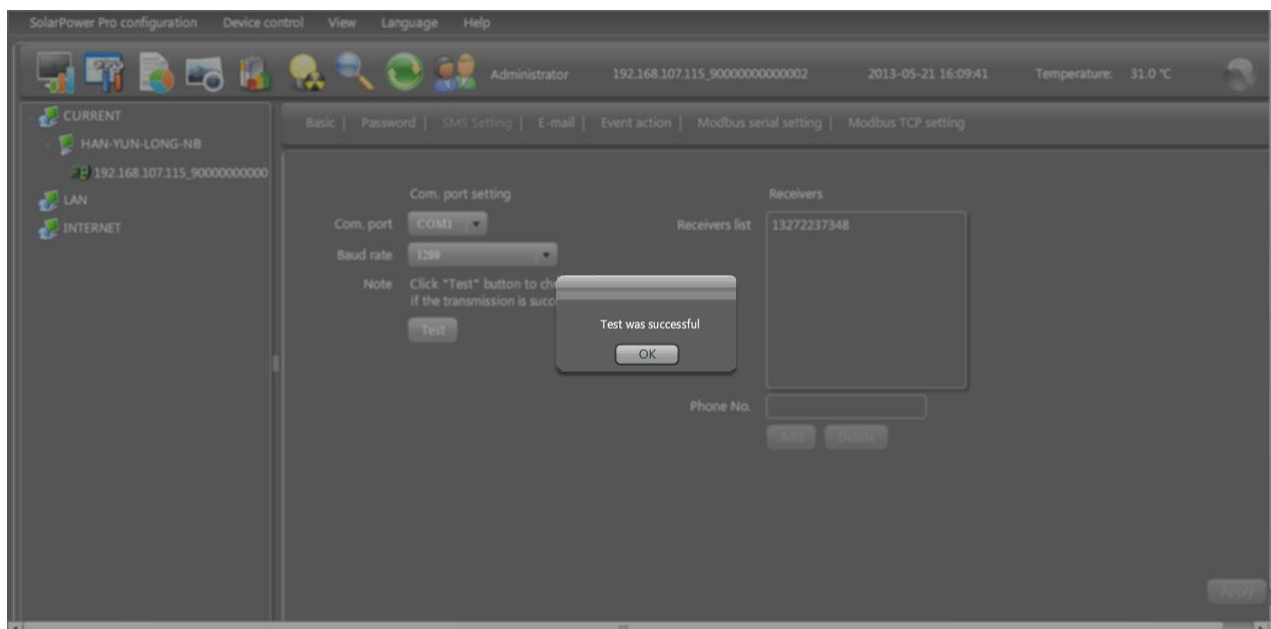 SolarPower Pro configuration Device control View Language Help
Administrator 192.168.107.115_90000000000002 2013-05-21 16:09:41 Temperature: 31.0 ℃
CURRENT
HAN-YUN-LONG-NB
192.168.107.115_90000000000
LAN
INTERNET
Basic | Password | SMS Setting | E-mail | Event action | Modbus serial setting | Modbus TCP setting
Com. port setting
Com. port COM1
Baud rate 1200
Note Click "Test" button to ch
if the transmission is succ
Test
Receivers
Receivers list 13272237348
Test was successful
OK
Phone No.
Add Delete
Apply